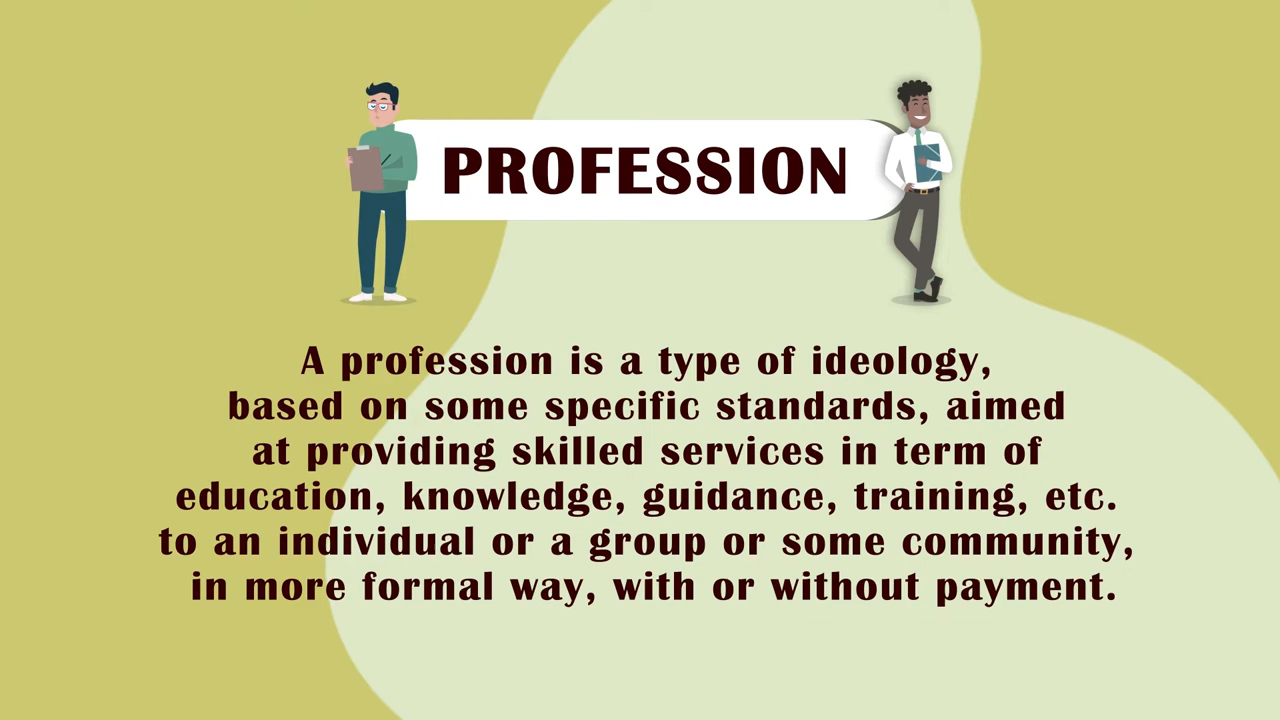 PROFESSION
A profession is a type of ideology,
based on some specific standards, aimed
at providing skilled services in term of
education, knowledge, guidance, training, etc.
to an individual or a group or some community,
in more formal way, with or without payment.